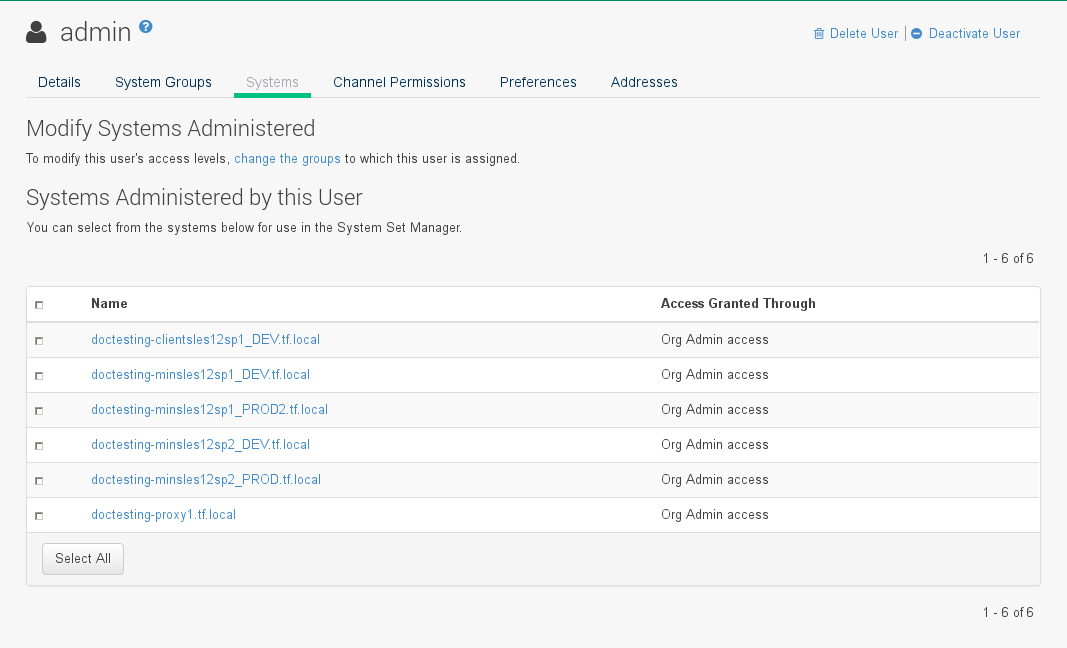 admin ?
Delete User | Deactivate User
Details System Groups Systems Channel Permissions Preferences Addresses
Modify Systems Administered
To modify this user's access levels, change the groups to which this user is assigned.
Systems Administered by this User
You can select from the systems below for use in the System Set Manager.
1 - 6 of 6
Name Access Granted Through
doctesting-clientsles12sp1_DEV.tf.local Org Admin access
doctesting-minsles12sp1_DEV.tf.local Org Admin access
doctesting-minsles12sp1_PROD2.tf.local Org Admin access
doctesting-minsles12sp2_DEV.tf.local Org Admin access
doctesting-minsles12sp2_PROD.tf.local Org Admin access
doctesting-proxy1.tf.local Org Admin access
Select All
1 - 6 of 6